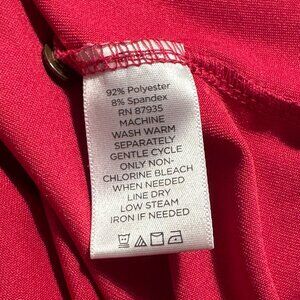 92% Polyester
8% Spandex
RN 87935
MACHINE
WASH WARM
SEPARATELY
GENTLE CYCLE
ONLY NON-
CHLORINE BLEACH
WHEN NEEDED
LINE DRY
LOW STEAM
IRON IF NEEDED